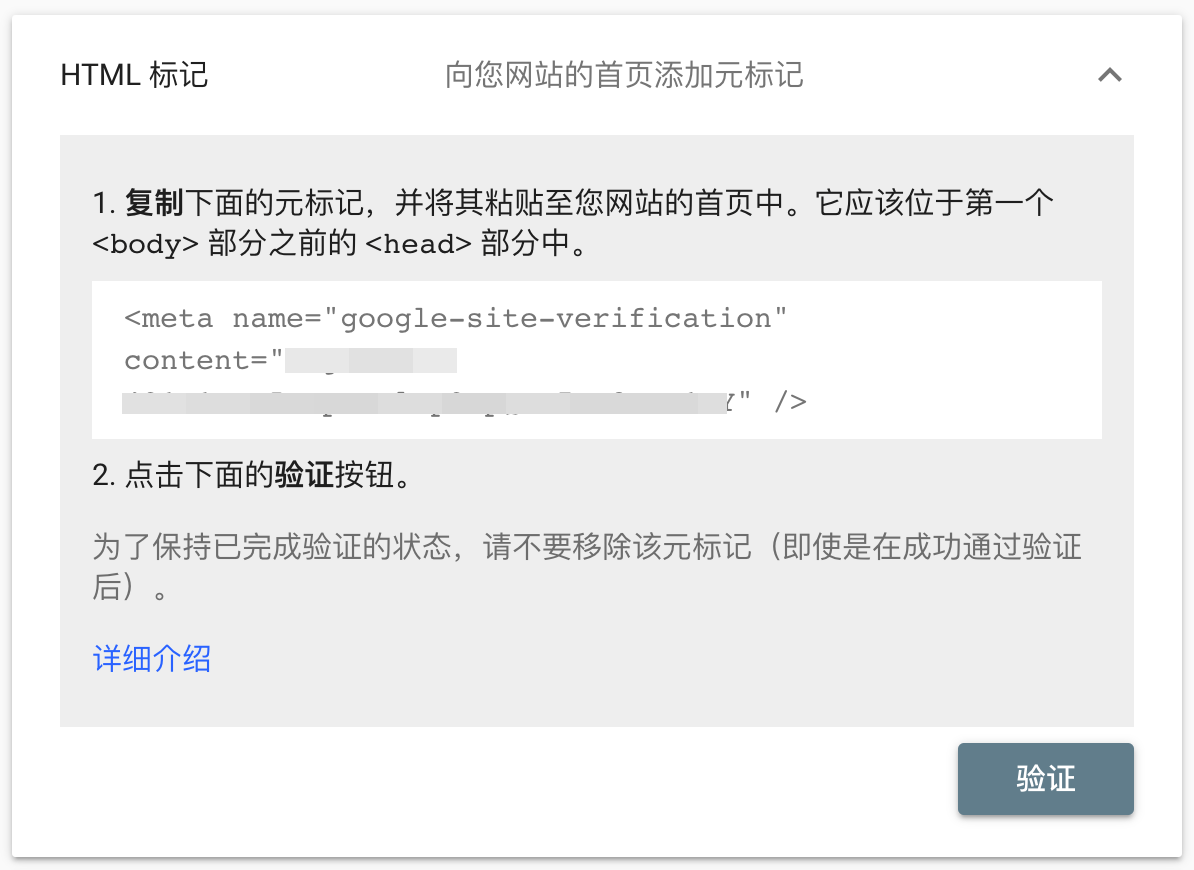 HTML 标记
向您网站的首页添加元标记
1. 复制下面的元标记，并将其粘贴至您网站的首页中。它应该位于第一个
<body> 部分之前的 <head> 部分中。
<meta name="google-site-verification"
content="
" />
2. 点击下面的验证按钮。
为了保持已完成验证的状态，请不要移除该元标记（即使是在成功通过验证
后）。
详细介绍
验证